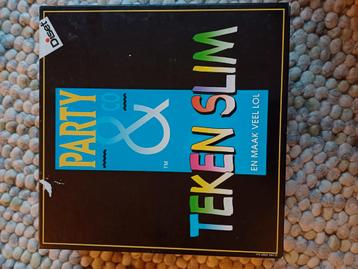 Diset
PARTY
& CO
TM
TEKEN SLIM
EN MAAK VEEL LOL